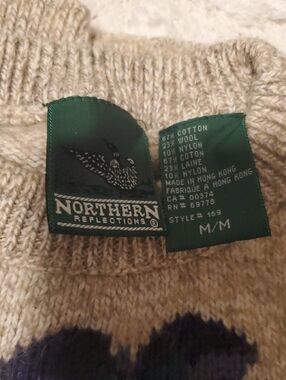 NORTHERN
REFLECTIONS ®
67% COTTON
23% WOOL
10% NYLON
67% COTON
23% LAINE
10% NYLON
MADE IN HONG KONG
FABRIQUÉ À HONG KONG
CA# 00374
RN# 69778
STYLE# 169
M/M